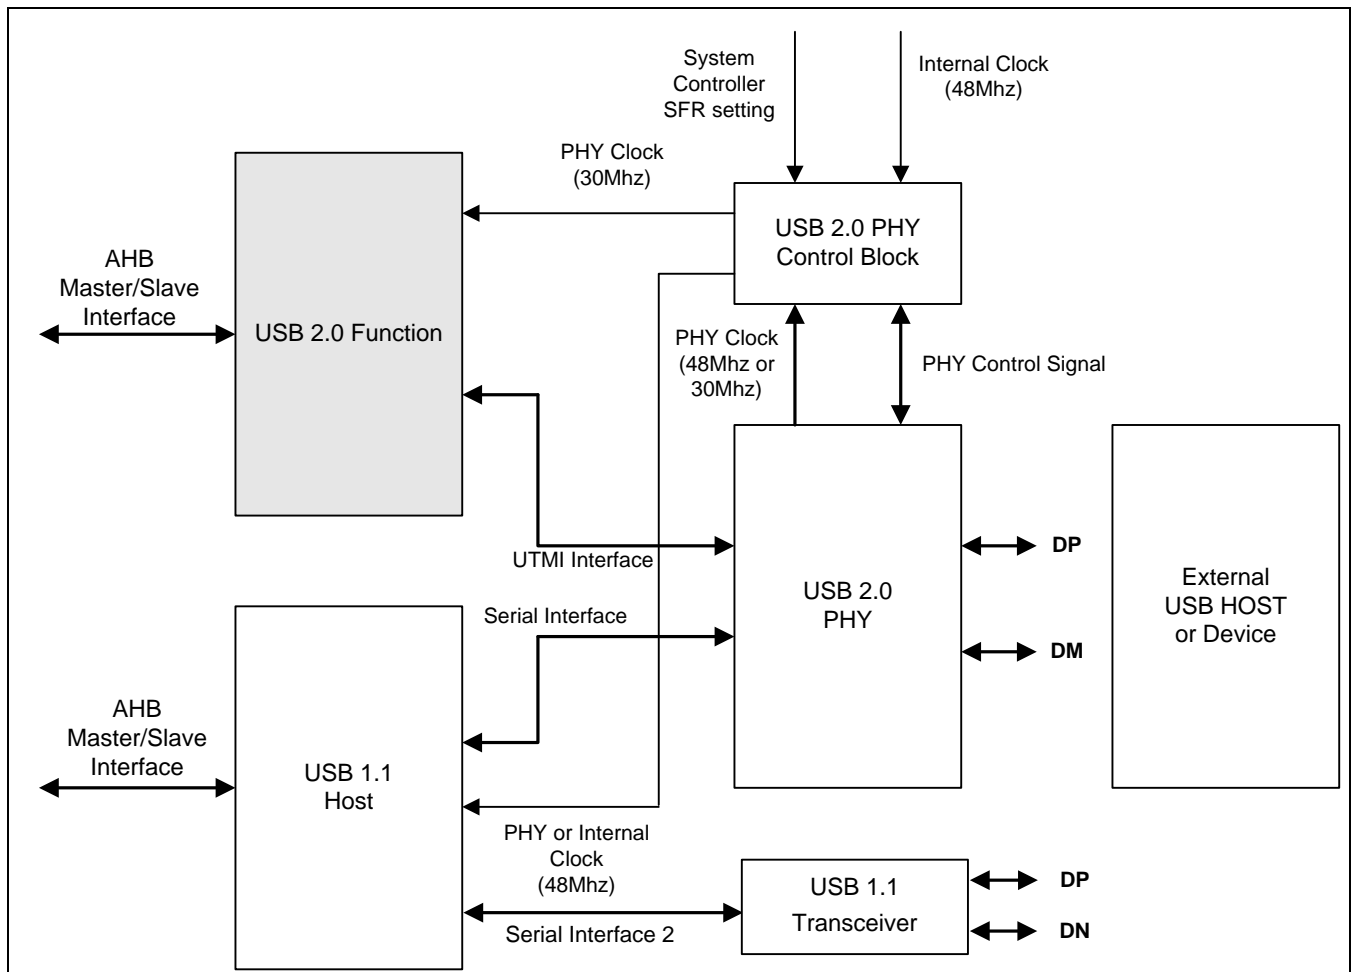 System
Controller
SFR setting
Internal Clock
(48Mhz)
PHY Clock
(30Mhz)
USB 2.0 PHY
Control Block
AHB
Master/Slave
Interface
USB 2.0 Function
PHY Clock
(48Mhz or
30Mhz)
PHY Control Signal
UTMI Interface
DP
USB 2.0
PHY
External
USB HOST
or Device
Serial Interface
DM
AHB
Master/Slave
Interface
USB 1.1
Host
PHY or Internal
Clock
(48Mhz)
USB 1.1
Transceiver
DP
DN
Serial Interface 2